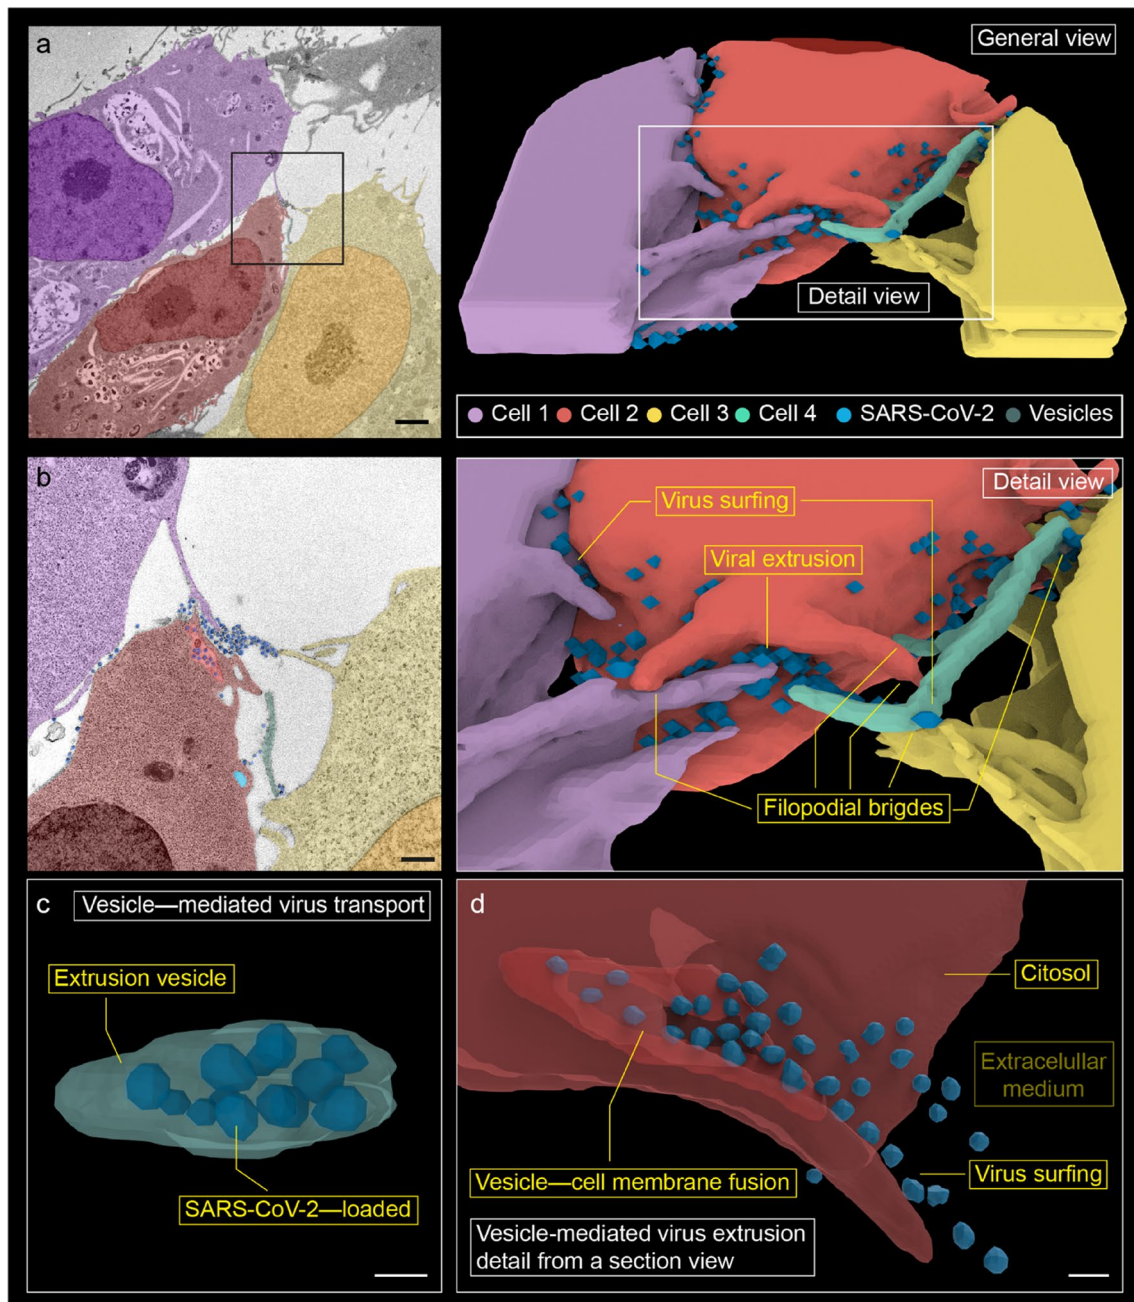 a
General view
Detail view
Cell 1 Cell 2 Cell 3 Cell 4 SARS-CoV-2 Vesicles
b
Detail view
Virus surfing
Viral extrusion
Filopodial brigdes
c
Vesicle—mediated virus transport
Extrusion vesicle
SARS-CoV-2—loaded
d
Citosol
Extracelullar
medium
Virus surfing
Vesicle—cell membrane fusion
Vesicle-mediated virus extrusion
detail from a section view